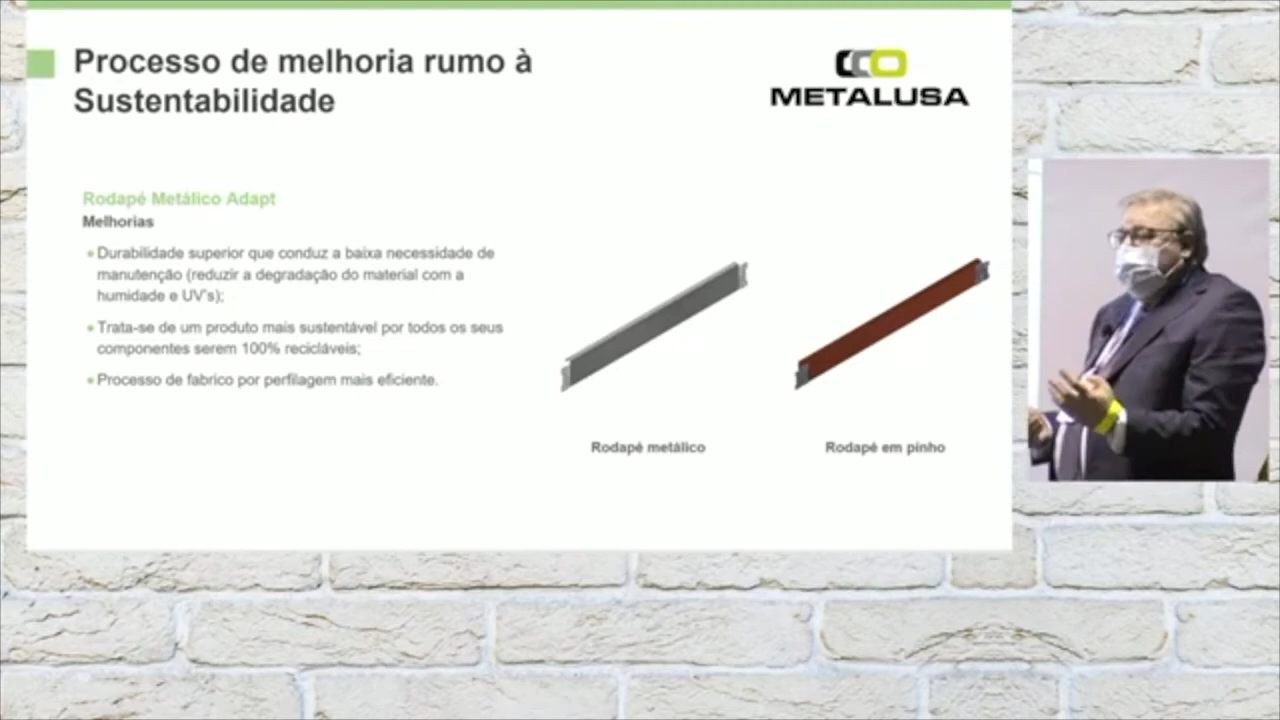 Processo de melhoria rumo à
Sustentabilidade
METALUSA
Rodapé Metálico Adapt
Melhorias
Durabilidade superior que conduz a baixa necessidade de
manutenção (reduzir a degradação do material com a
humidade e UV's);
Trata-se de um produto mais sustentável por todos os seus
componentes serem 100% recicláveis;
Processo de fabrico por perfilagem mais eficiente.
Rodapé metálico
Rodapé em pinho